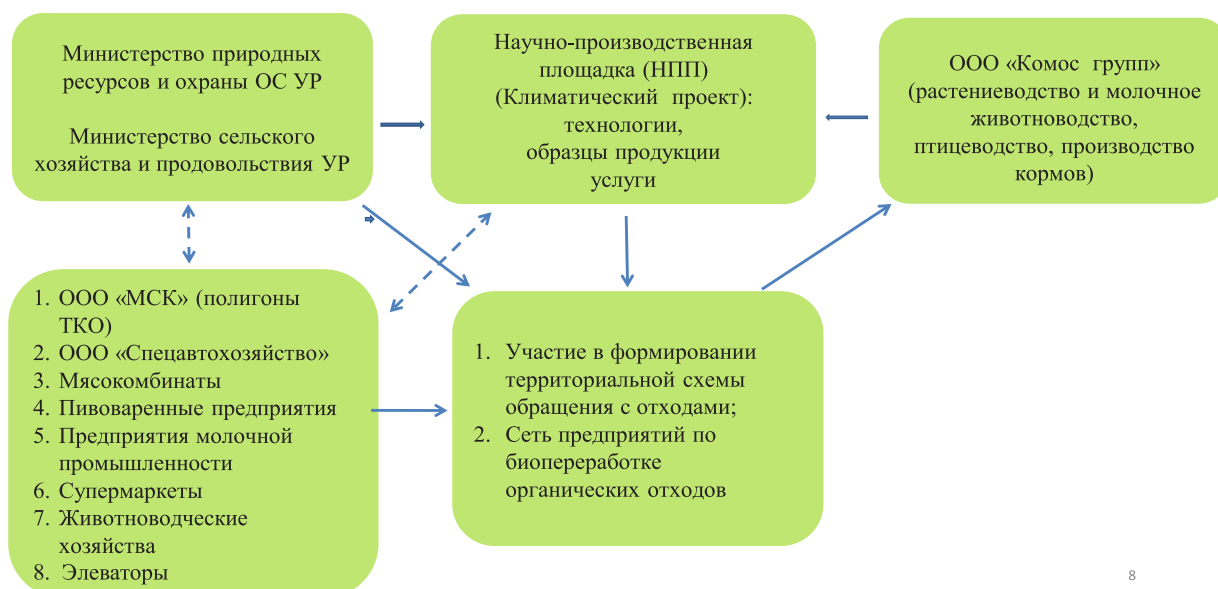 Министерство природных
ресурсов и охраны ОС УР
Министерство сельского
хозяйства и продовольствия УР
Научно-производственная
площадка (НПП)
(Климатический проект):
технологии,
образцы продукции
услуги
ООО «Комос групп»
(растениеводство и молочное
животноводство,
птицеводство, производство
кормов)
1. ООО «МСК» (полигоны
ТКО)
2. ООО «Спецавтохозяйство»
3. Мясокомбинаты
4. Пивоваренные предприятия
5. Предприятия молочной
промышленности
6. Супермаркеты
7. Животноводческие
хозяйства
8. Элеваторы
1. Участие в формировании
территориальной схемы
обращения с отходами;
2. Сеть предприятий по
биопереработке
органических отходов
8